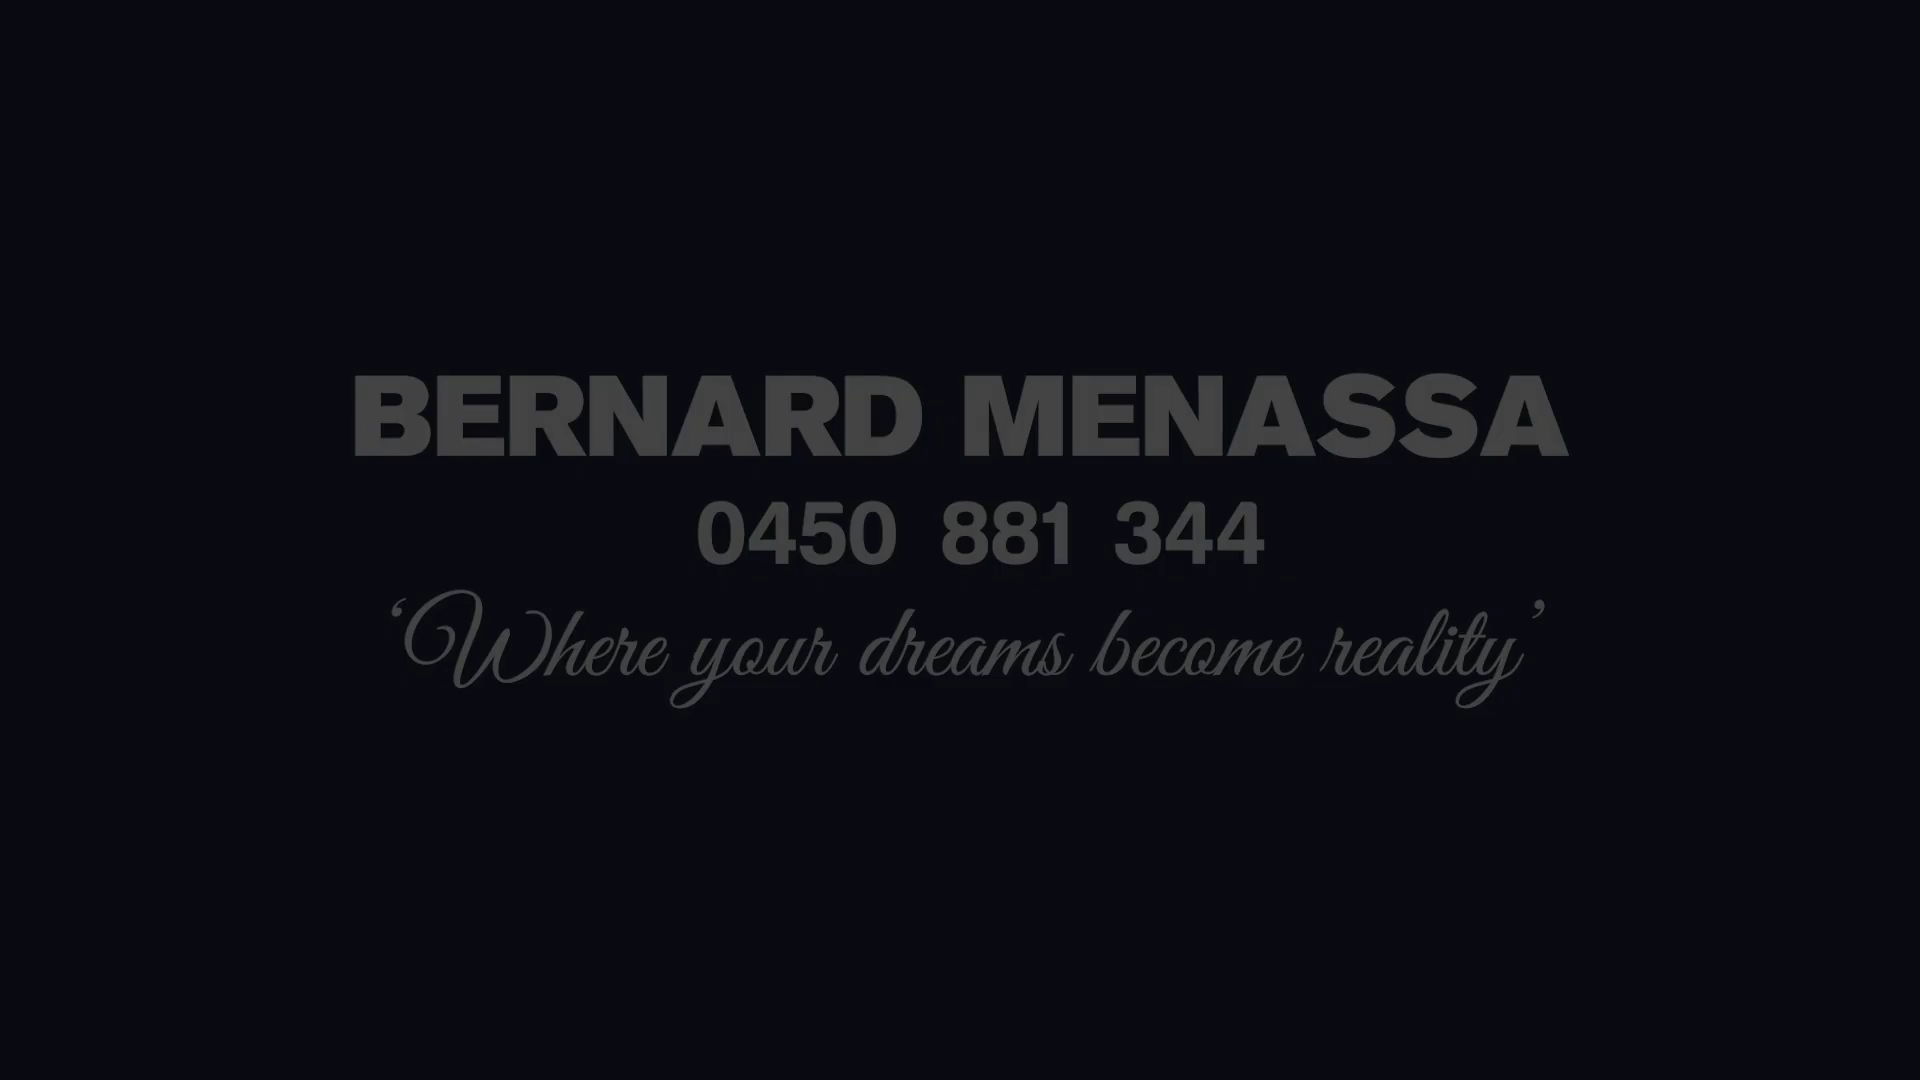 BERNARD MENASSA
0450 881 344
‘Where your dreams become reality’